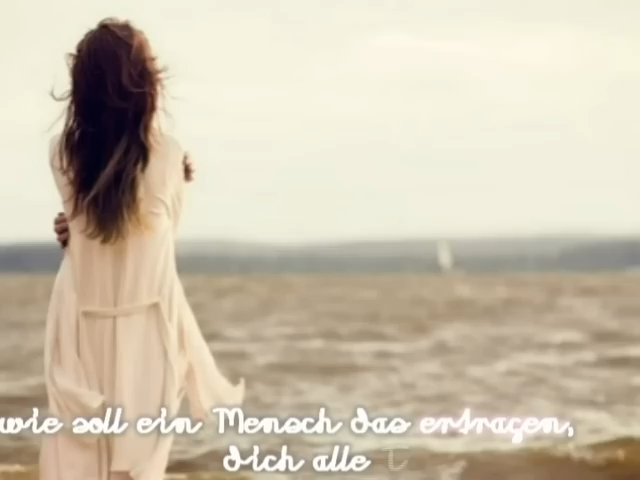 wie soll ein Mensch das ertragen,
dich alle